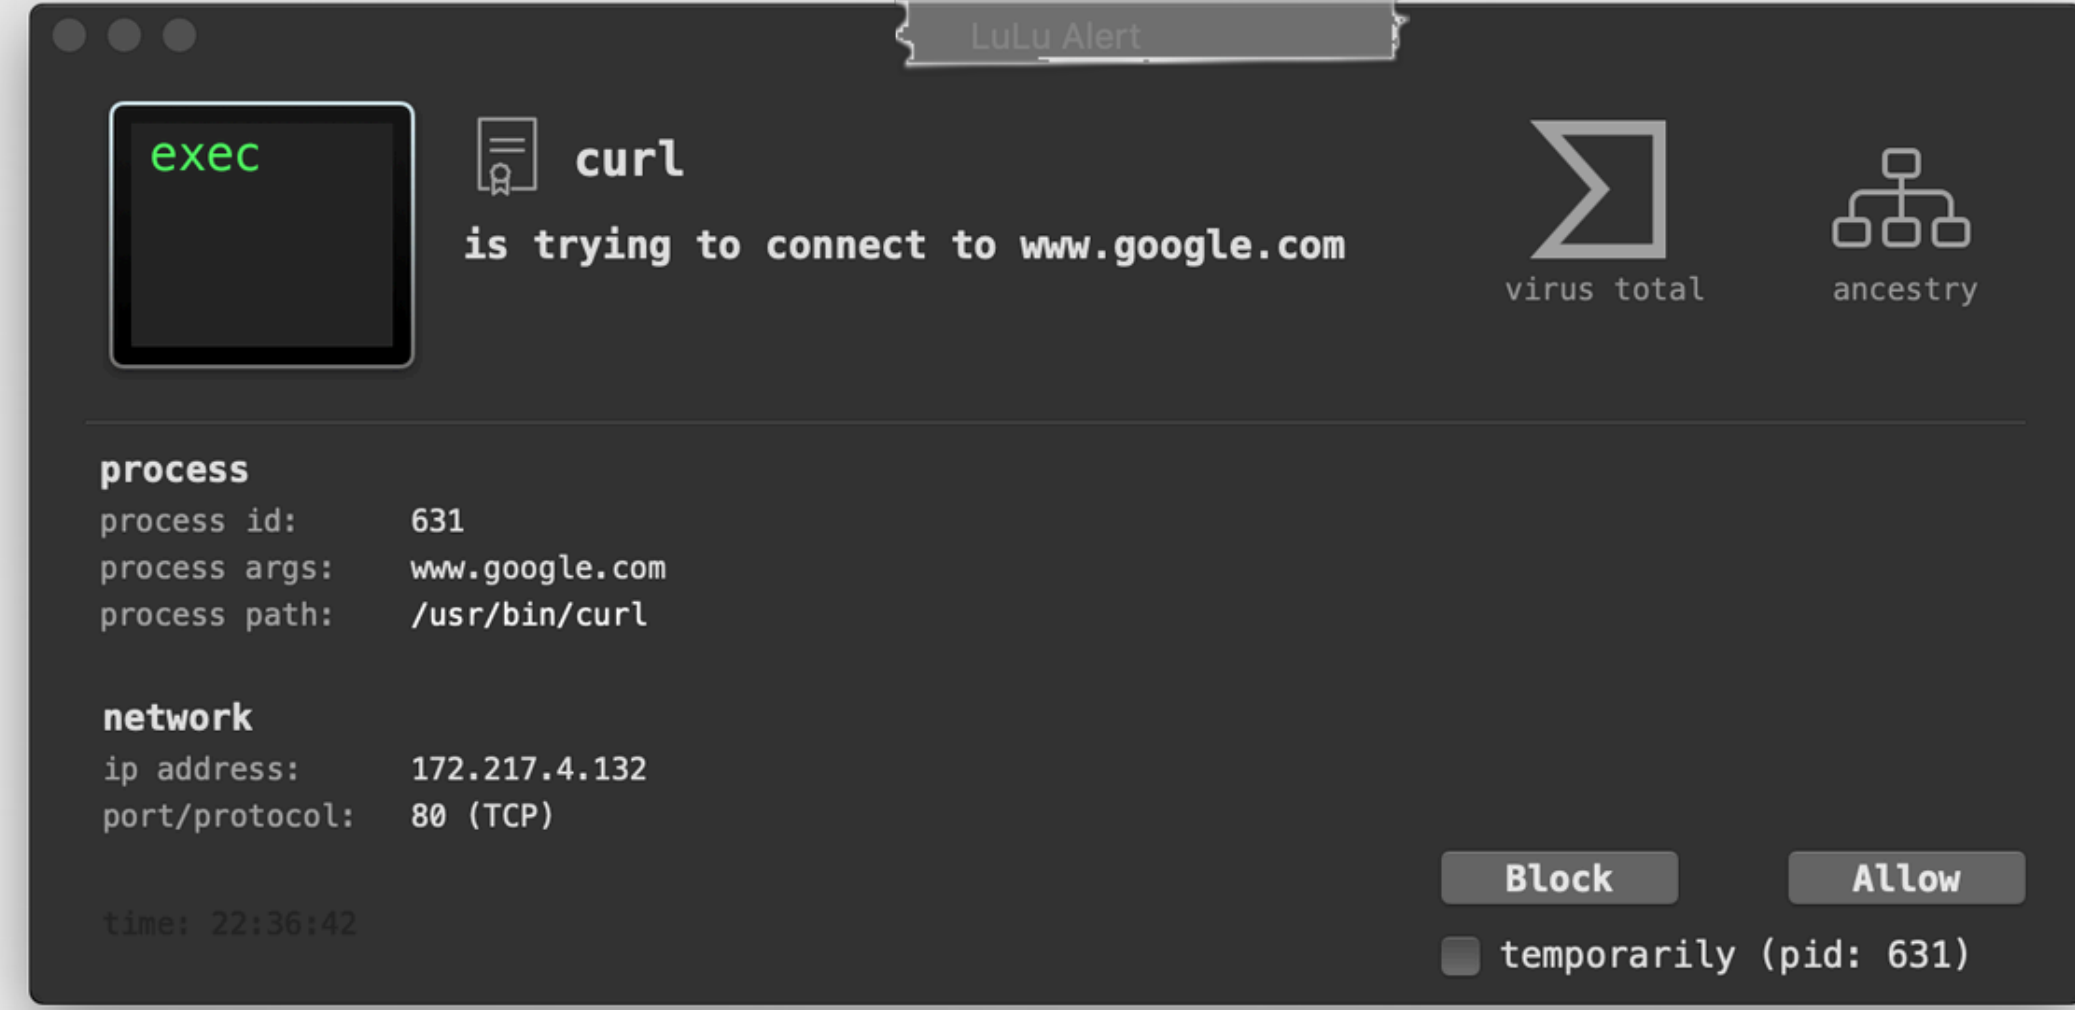 LuLu Alert
exec
curl
is trying to connect to www.google.com
virus total
ancestry
process
process id: 631
process args: www.google.com
process path: /usr/bin/curl
network
ip address: 172.217.4.132
port/protocol: 80 (TCP)
time: 22:36:42
Block
Allow
temporarily (pid: 631)